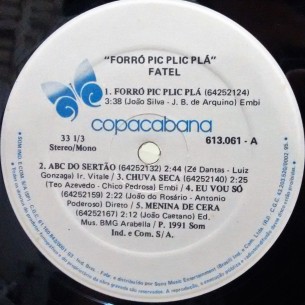 "FORRÓ PIC PLIC PLÁ"
FATEL
1. FORRÓ PIC PLIC PLÁ (64252124)
3:38 (João Silva - J. B. de Arquino) Embi
copacabana
33 1/3
Stereo/Mono
613.061 - A
2. ABC DO SERTÃO (64252132) 2:44 (Zé Dantas - Luiz
Gonzaga) Ir. Vitale) 3. CHUVA SECA (64252140) 2:25
(Teo Azevedo - Chico Pedrosa) Embi) 4. EU VOU SÓ
(64252159) 2:22 (João do Rosário - Antonio
Poderoso) Direto) 5. MENINA DE CERA
(64252167) 2:12 (João Caetano) Ed.
Mus. BMG Arabella / P. 1991 Som
Ind. e Com. S/A.